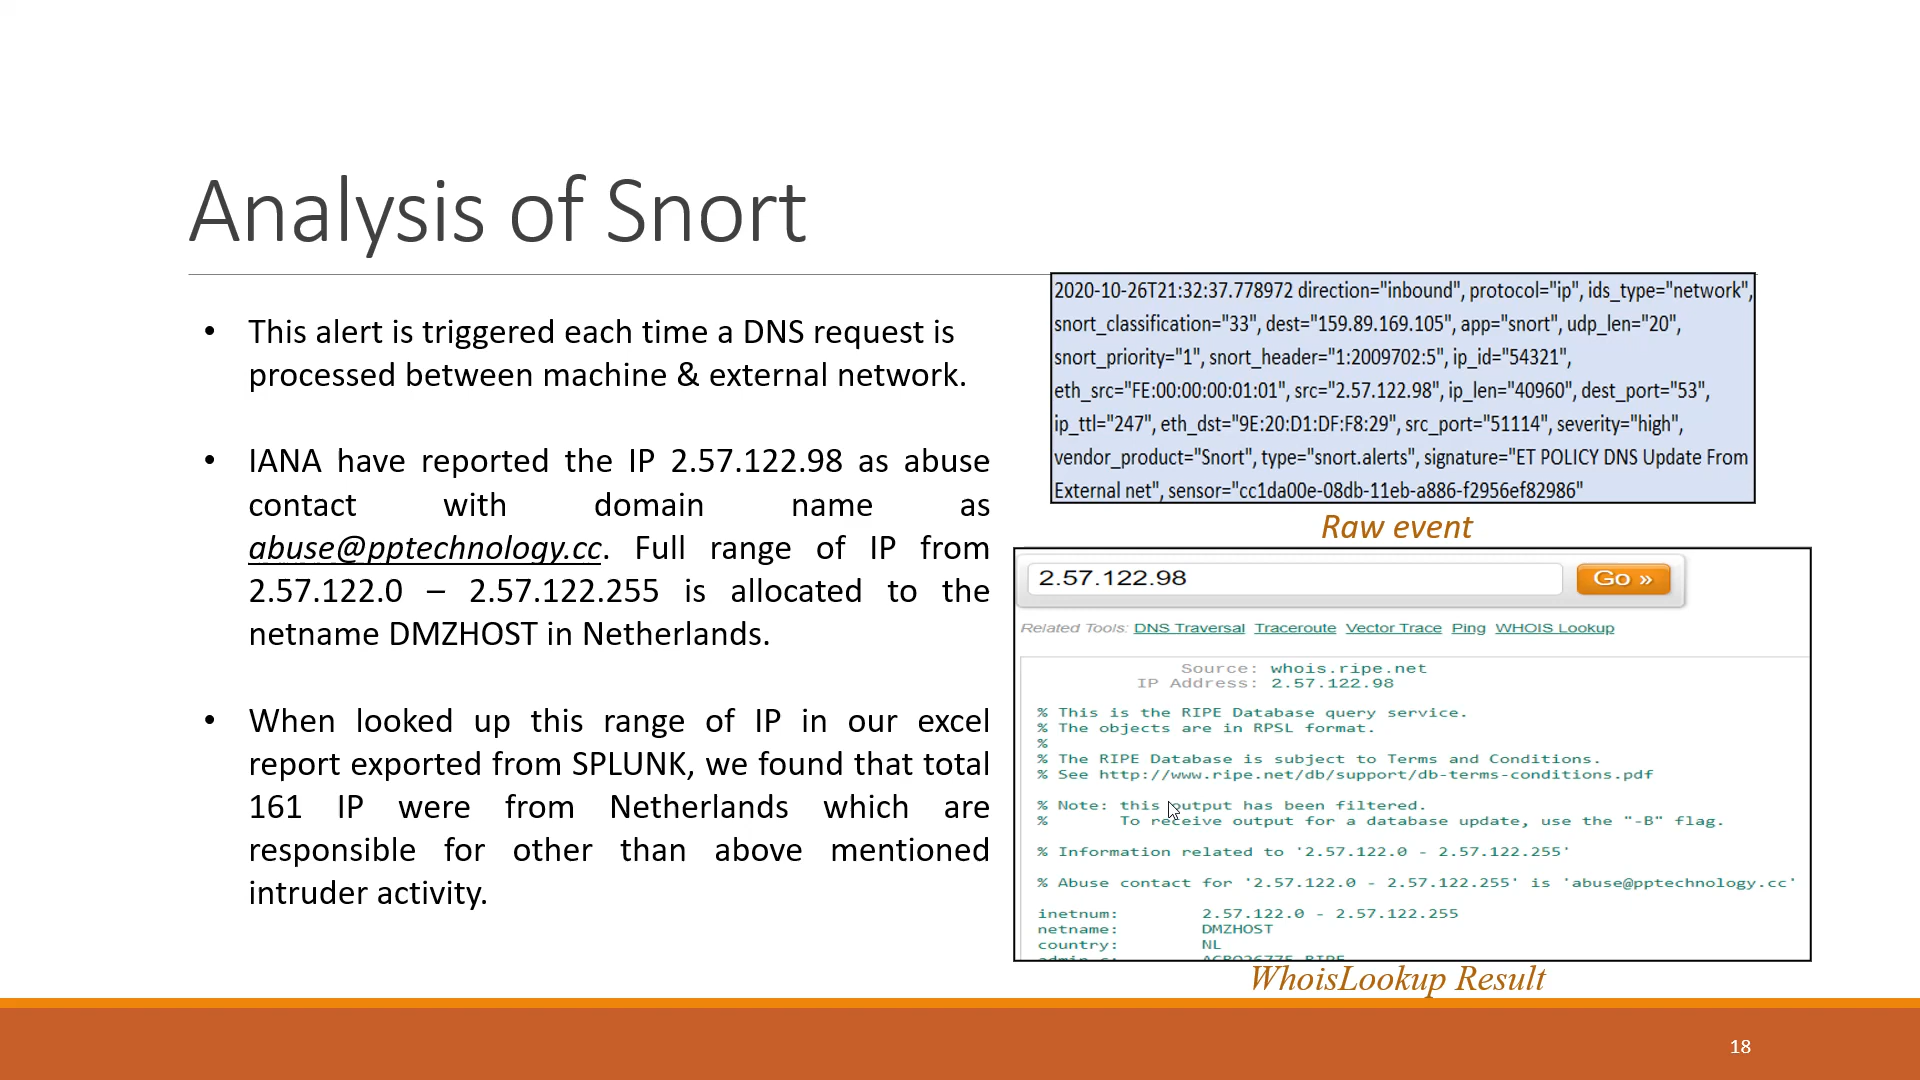 Analysis of Snort
• This alert is triggered each time a DNS request is
processed between machine & external network.
• IANA have reported the IP 2.57.122.98 as abuse
contact with domain name as
abuse@pptechnology.cc. Full range of IP from
2.57.122.0 – 2.57.122.255 is allocated to the
netname DMZHOST in Netherlands.
• When looked up this range of IP in our excel
report exported from SPLUNK, we found that total
161 IP were from Netherlands which are
responsible for other than above mentioned
intruder activity.
2020-10-26T21:32:37.778972 direction="inbound", protocol="ip", ids_type="network",
snort_classification="33", dest="159.89.169.105", app="snort", udp_len="20",
snort_priority="1", snort_header="1:2009702:5", ip_id="54321",
eth_src="FE:00:00:00:01:01", src="2.57.122.98", ip_len="40960", dest_port="53",
ip_ttl="247", eth_dst="9E:20:D1:DF:F8:29", src_port="51114", severity="high",
vendor_product="Snort", type="snort.alerts", signature="ET POLICY DNS Update From
External net", sensor="cc1da00e-08db-11eb-a886-f2956ef82986"
Raw event
2.57.122.98 Go »
Related Tools: DNS Traversal Traceroute Vector Trace Ping WHOIS Lookup
Source: whois.ripe.net
IP Address: 2.57.122.98
% This is the RIPE Database query service.
% The objects are in RPSL format.
%
% The RIPE Database is subject to Terms and Conditions.
% See http://www.ripe.net/db/support/db-terms-conditions.pdf
% Note: this output has been filtered.
% To receive output for a database update, use the "-B" flag.
% Information related to '2.57.122.0 - 2.57.122.255'
% Abuse contact for '2.57.122.0 - 2.57.122.255' is 'abuse@pptechnology.cc'
inetnum: 2.57.122.0 - 2.57.122.255
netname: DMZHOST
country: NL
WhoisLookup Result
18